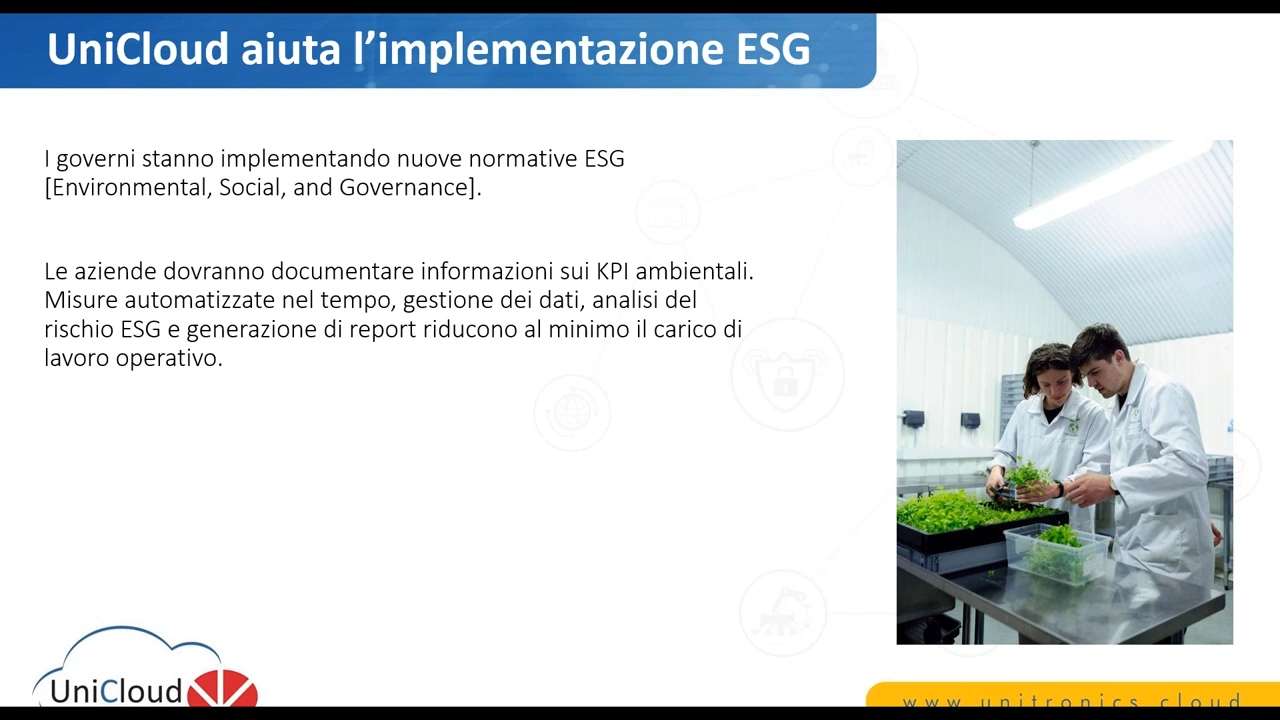 UniCloud aiuta l’implementazione ESG
I governi stanno implementando nuove normative ESG
[Environmental, Social, and Governance].
Le aziende dovranno documentare informazioni sui KPI ambientali.
Misure automatizzate nel tempo, gestione dei dati, analisi del
rischio ESG e generazione di report riducono al minimo il carico di
lavoro operativo.
UniCloud
www.unitronics.cloud